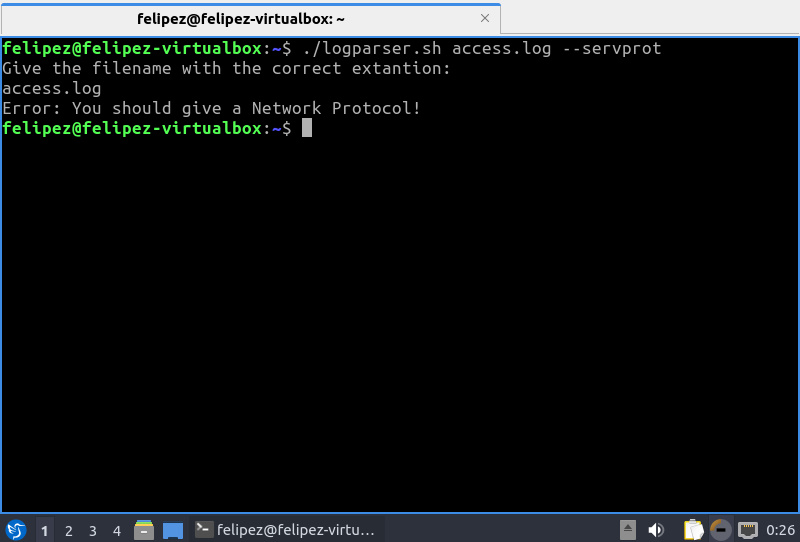 felipez@felipez-virtualbox: ~
felipez@felipez-virtualbox:~$ ./logparser.sh access.log --servprot
Give the filename with the correct extantion:
access.log
Error: You should give a Network Protocol!
felipez@felipez-virtualbox:~$
1 2 3 4 felipez@felipez-virtu... 0:26